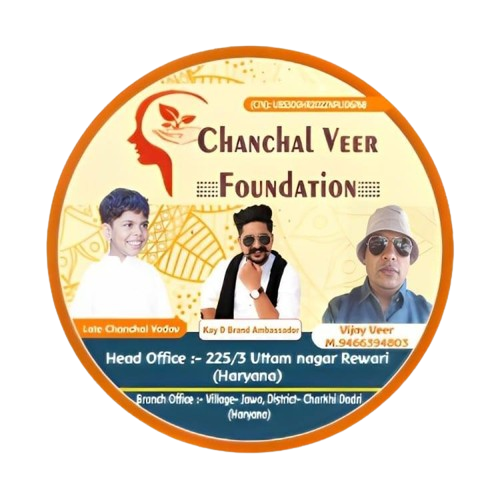 CHANCHAL VEER
FOUNDATION
Late Chanchal Yadav
Kay D Brand Ambassador
Vijay Veer
M.9466394803
Head Office :- 225/3 Uttam nagar Rewari
(Haryana)
Branch Office :- Village- Jawa, District- Charkhi Dadri
(Haryana)